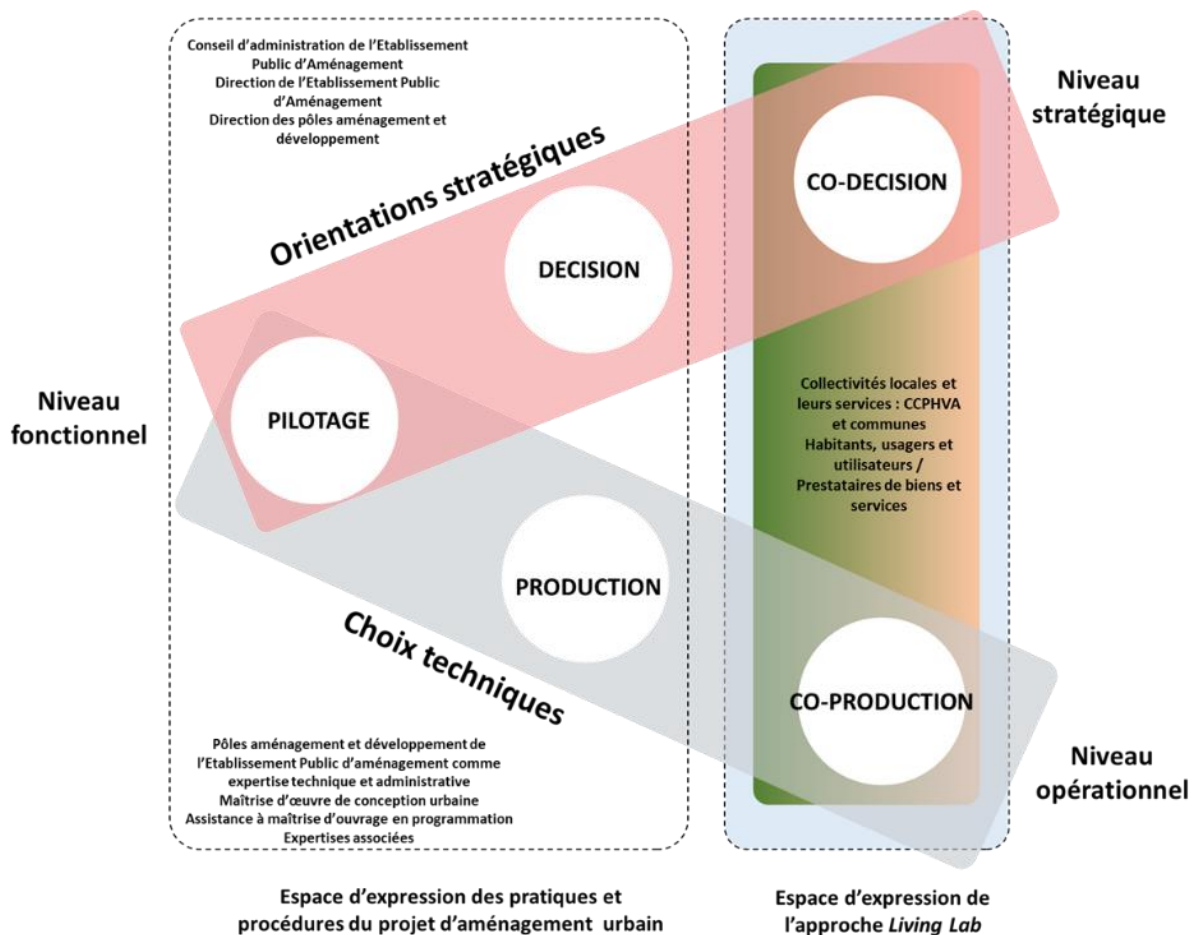 Conseil d'administration de l'Etablissement
Public d'Aménagement
Direction de l'Etablissement Public
d'Aménagement
Direction des pôles aménagement et
développement
Niveau
stratégique
Orientations stratégiques
CO-DECISION
DECISION
Niveau
fonctionnel
PILOTAGE
Collectivités locales et
leurs services : CCPHVA
et communes
Habitants, usagers et
utilisateurs /
Prestataires de biens et
services
PRODUCTION
Choix techniques
CO-PRODUCTION
Pôles aménagement et développement de
l'Etablissement Public d'aménagement comme
expertise technique et administrative
Maîtrise d'œuvre de conception urbaine
Assistance à maîtrise d'ouvrage en programmation
Expertises associées
Niveau
opérationnel
Espace d'expression des pratiques et
procédures du projet d'aménagement urbain
Espace d'expression de
l'approche Living Lab